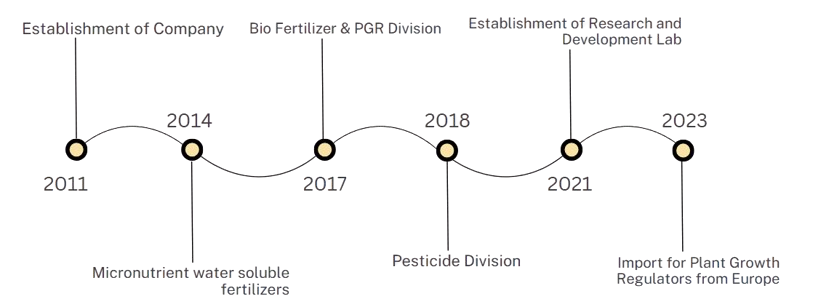 Establishment of Company
Bio Fertilizer & PGR Division
Establishment of Research and
Development Lab
2014
2018
2023
2011
2017
2021
Micronutrient water soluble
fertilizers
Pesticide Division
Import for Plant Growth
Regulators from Europe